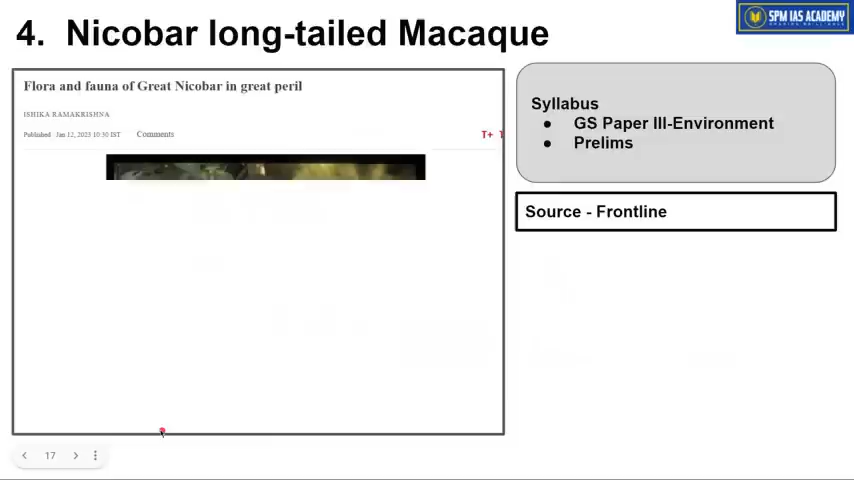 4. Nicobar long-tailed Macaque
SPM IAS ACADEMY
Flora and fauna of Great Nicobar in great peril
ISHIKA RAMAKRISHNA
Published : Jan 12, 2023 10:30 IST Comments
T+ T
Syllabus
● GS Paper III-Environment
● Prelims
Source - Frontline
17